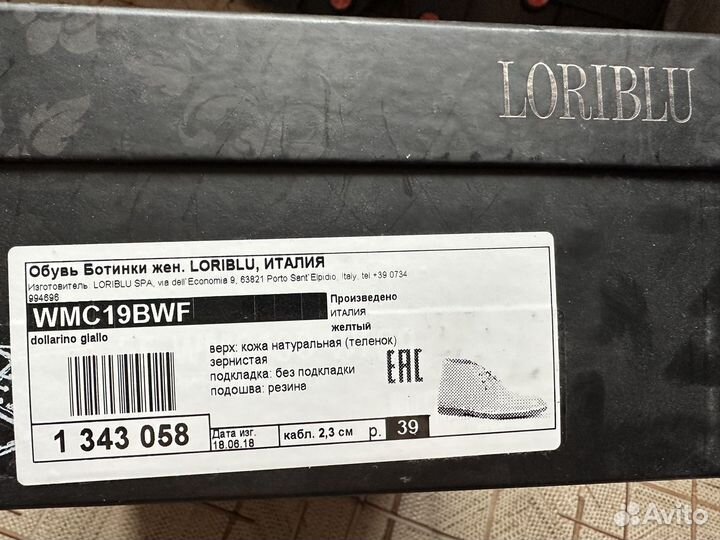 LORIBLU
Обувь Ботинки жен. LORIBLU, ИТАЛИЯ
Изготовитель LORIBLU SPA, via dell'Economia 9, 63821 Porto Sant'Elpidio, Italy, tel.+39 0734
994696
WMC19BWF
dollarino giallo
Произведено
ИТАЛИЯ
желтый
верх: кожа натуральная (теленок)
зернистая
подкладка: без подкладки
подошва: резина
EAC
1 343 058
Дата изг.
18.06.18
кабл. 2,3 см
р. 39
Avito